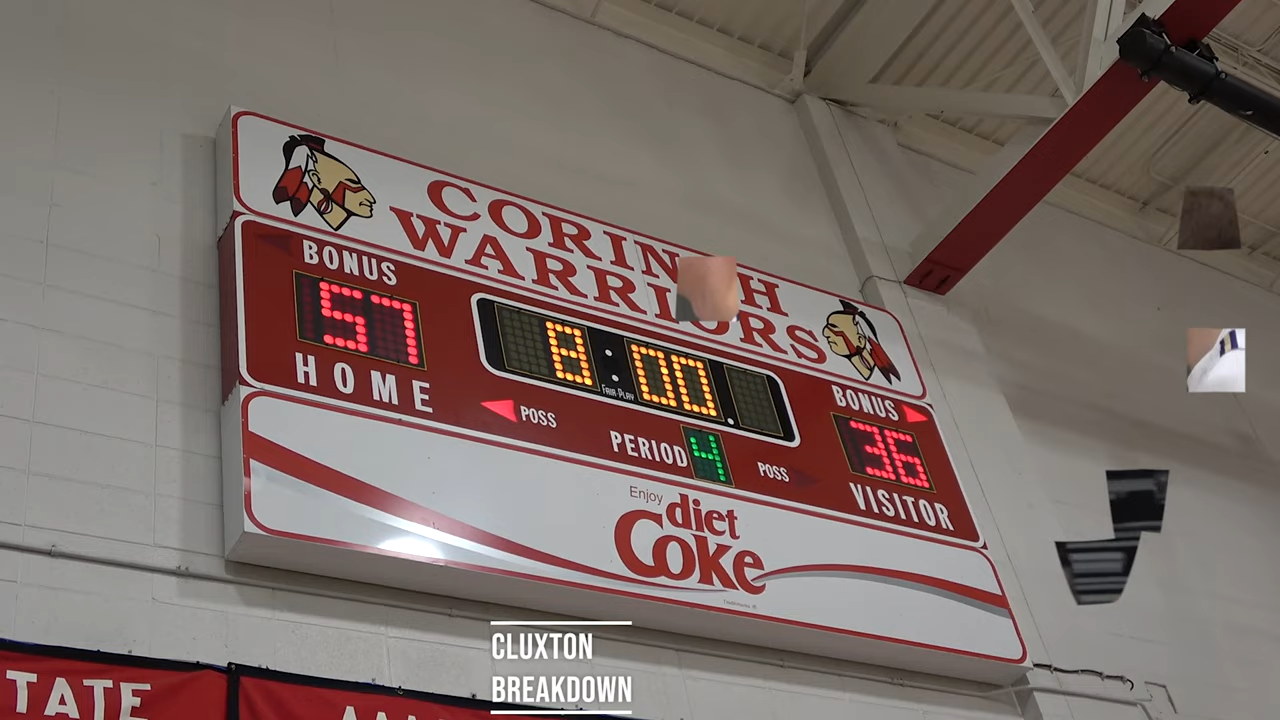 CORINTH
WARRIORS
BONUS
57
HOME
8:00.
FAIR PLAY
POSS
PERIOD 4
POSS
BONUS
36
VISITOR
Enjoy
diet
Coke
CLUXTON
BREAKDOWN
TATE